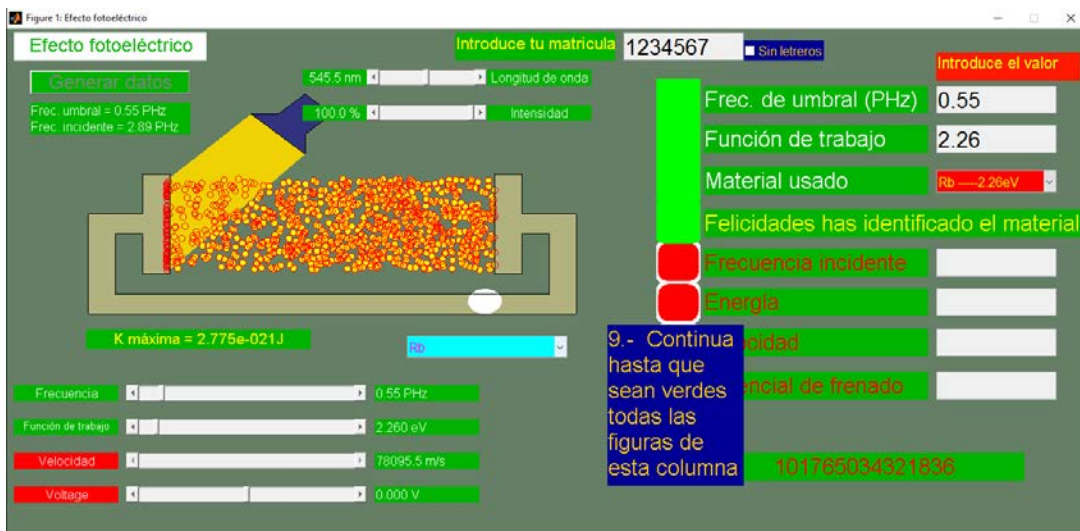 Figure 1: Efecto fotoeléctrico
Efecto fotoeléctrico
Introduce tu matricula
1234567
Sin letreros
Introduce el valor
Generar datos
545.5 nm
Longitud de onda
Frec. umbral = 0.55 PHz
Frec. incidente = 2.89 PHz
100.0 %
Intensidad
Frec. de umbral (PHz)
0.55
Función de trabajo
2.26
Material usado
Rb ----2.26eV
Felicidades has identificado el material
Frecuencia incidente
Energía
K máxima = 2.775e-021J
Rb
9.- Continua
hasta que
sean verdes
todas las
figuras de
esta columna
ocidad
encial de frenado
Frecuencia
0.55 PHz
Función de trabajo
2.260 eV
Velocidad
78095.5 m/s
Voltage
0.000 V
101765034321836